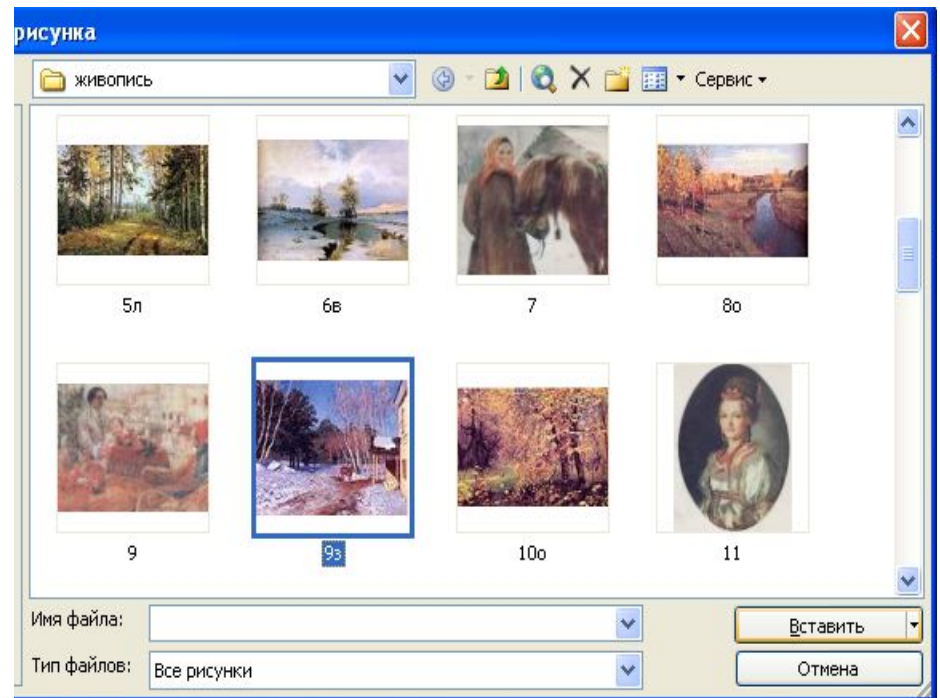 рисунка
живопись
Сервис
5л
6в
7
8о
9
9з
10о
11
Имя файла:
Вставить
Тип файлов:
Все рисунки
Отмена